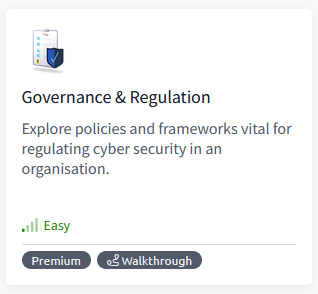 Governance & Regulation
Explore policies and frameworks vital for
regulating cyber security in an
organisation.
Easy
Premium
Walkthrough